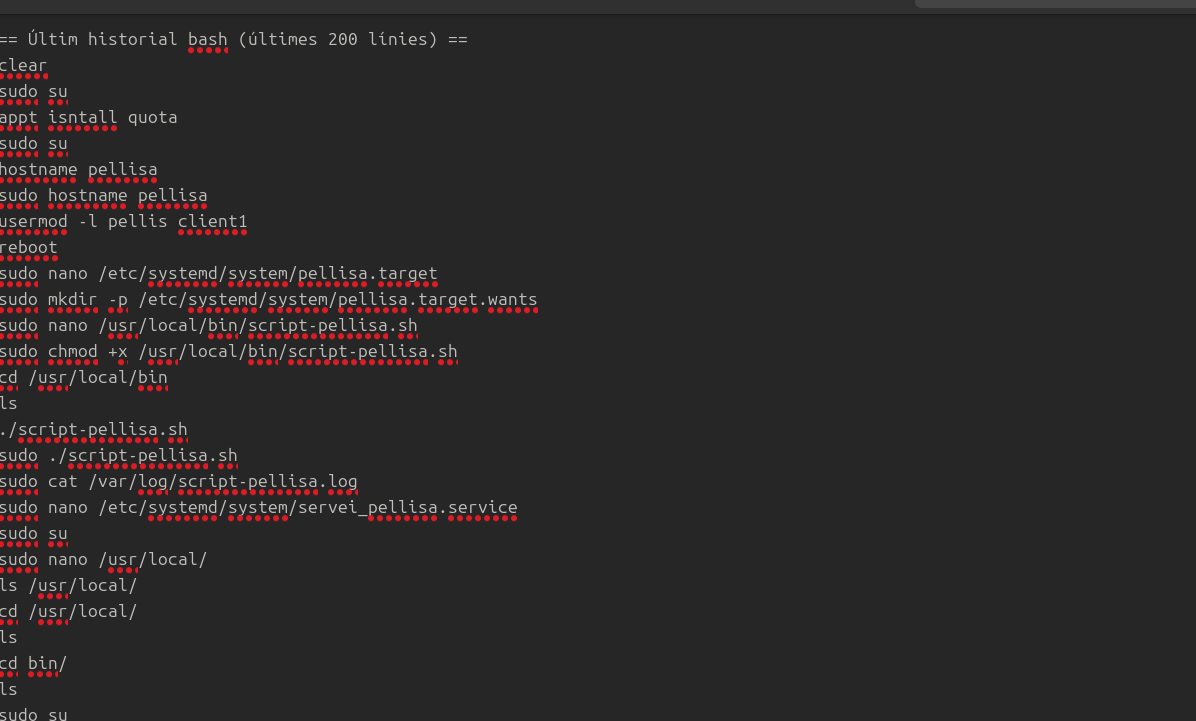 == Últim historial bash (últimes 200 línies) ==
clear
sudo su
appt isntall quota
sudo su
hostname pellisa
sudo hostname pellisa
usermod -l pellis client1
reboot
sudo nano /etc/systemd/system/pellisa.target
sudo mkdir -p /etc/systemd/system/pellisa.target.wants
sudo nano /usr/local/bin/script-pellisa.sh
sudo chmod +x /usr/local/bin/script-pellisa.sh
cd /usr/local/bin
ls
./script-pellisa.sh
sudo ./script-pellisa.sh
sudo cat /var/log/script-pellisa.log
sudo nano /etc/systemd/system/servei_pellisa.service
sudo su
sudo nano /usr/local/
ls /usr/local/
cd /usr/local/
ls
cd bin/
ls
sudo su